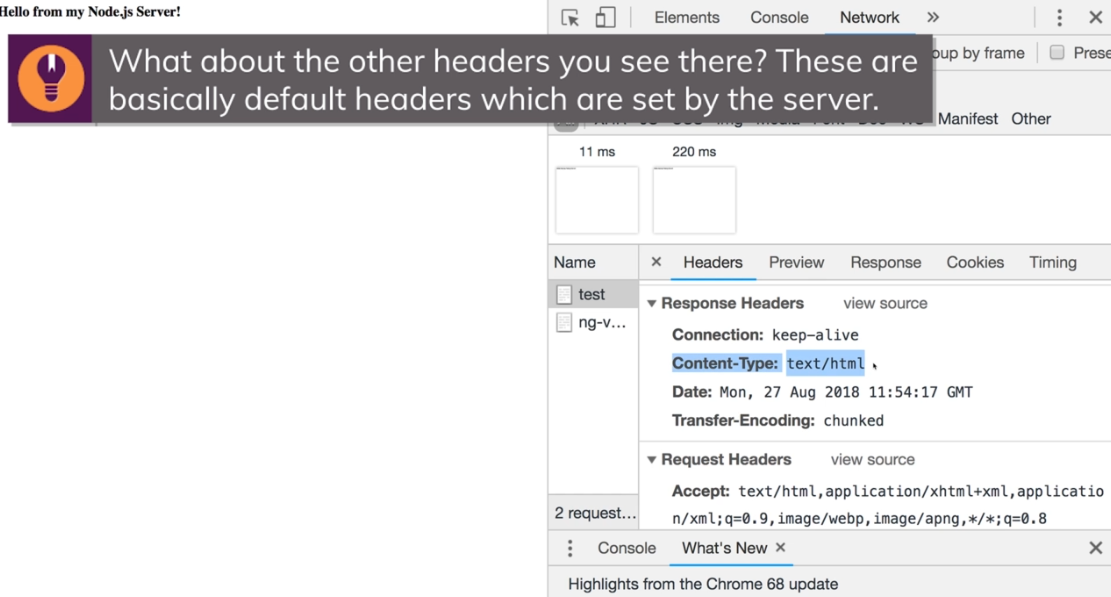 Hello from my Node.js Server!
What about the other headers you see there? These are
basically default headers which are set by the server.
Elements Console Network »
oup by frame Prese
Manifest Other
11 ms 220 ms
Name × Headers Preview Response Cookies Timing
test
ng-v...
▼ Response Headers view source
Connection: keep-alive
Content-Type: text/html
Date: Mon, 27 Aug 2018 11:54:17 GMT
Transfer-Encoding: chunked
▼ Request Headers view source
Accept: text/html,application/xhtml+xml,applicatio
n/xml;q=0.9,image/webp,image/apng,*/*;q=0.8
2 request...
Console What's New ×
Highlights from the Chrome 68 update